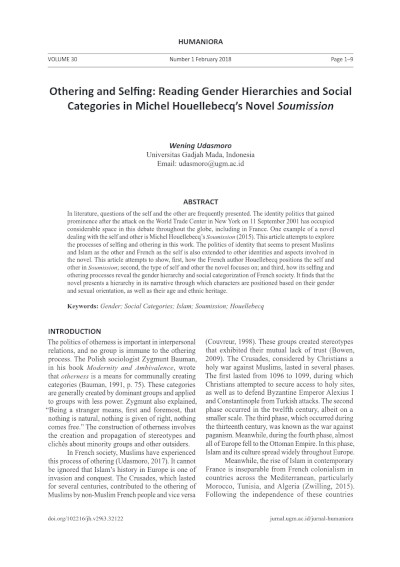 HUMANIORA
VOLUME 30 Number 1 February 2018 Page 1–9
Othering and Selfing: Reading Gender Hierarchies and Social
Categories in Michel Houellebecq's Novel Soumission
Wening Udasmoro
Universitas Gadjah Mada, Indonesia
Email: udasmoro@ugm.ac.id
ABSTRACT
In literature, questions of the self and the other are frequently presented. The identity politics that gained
prominence after the attack on the World Trade Center in New York on 11 September 2001 has occupied
considerable space in this debate throughout the globe, including in France. One example of a novel
dealing with the self and other is Michel Houellebecq's Soumission (2015). This article attempts to explore
the processes of selfing and othering in this work. The politics of identity that seems to present Muslims
and Islam as the other and French as the self is also extended to other identities and aspects involved in
the novel. This article attempts to show, first, how the French author Houellebecq positions the self and
other in Soumission; second, the type of self and other the novel focuses on; and third, how its selfing and
othering processes reveal the gender hierarchy and social categorization of French society. It finds that the
novel presents a hierarchy in its narrative through which characters are positioned based on their gender
and sexual orientation, as well as their age and ethnic heritage.
Keywords: Gender; Social Categories; Islam; Soumission; Houellebecq
INTRODUCTION
The politics of otherness is important in interpersonal
relations, and no group is immune to the othering
process. The Polish sociologist Zygmunt Bauman,
in his book Modernity and Ambivalence, wrote
that otherness is a means for communally creating
categories (Bauman, 1991, p. 75). These categories
are generally created by dominant groups and applied
to groups with less power. Zygmunt also explained,
“Being a stranger means, first and foremost, that
nothing is natural, nothing is given of right, nothing
comes free.” The construction of otherness involves
the creation and propagation of stereotypes and
clichés about minority groups and other outsiders.
In French society, Muslims have experienced
this process of othering (Udasmoro, 2017). It cannot
be ignored that Islam's history in Europe is one of
invasion and conquest. The Crusades, which lasted
for several centuries, contributed to the othering of
Muslims by non-Muslim French people and vice versa
(Couvreur, 1998). These groups created stereotypes
that exhibited their mutual lack of trust (Bowen,
2009). The Crusades, considered by Christians a
holy war against Muslims, lasted in several phases.
The first lasted from 1096 to 1099, during which
Christians attempted to secure access to holy sites,
as well as to defend Byzantine Emperor Alexius I
and Constantinople from Turkish attacks. The second
phase occurred in the twelfth century, albeit on a
smaller scale. The third phase, which occurred during
the thirteenth century, was known as the war against
paganism. Meanwhile, during the fourth phase, almost
all of Europe fell to the Ottoman Empire. In this phase,
Islam and its culture spread widely throughout Europe.
Meanwhile, the rise of Islam in contemporary
France is inseparable from French colonialism in
countries across the Mediterranean, particularly
Morocco, Tunisia, and Algeria (Zwilling, 2015).
Following the independence of these countries
doi.org/102216/jh.v2963.32122 jurnal.ugm.ac.id/jurnal-humaniora